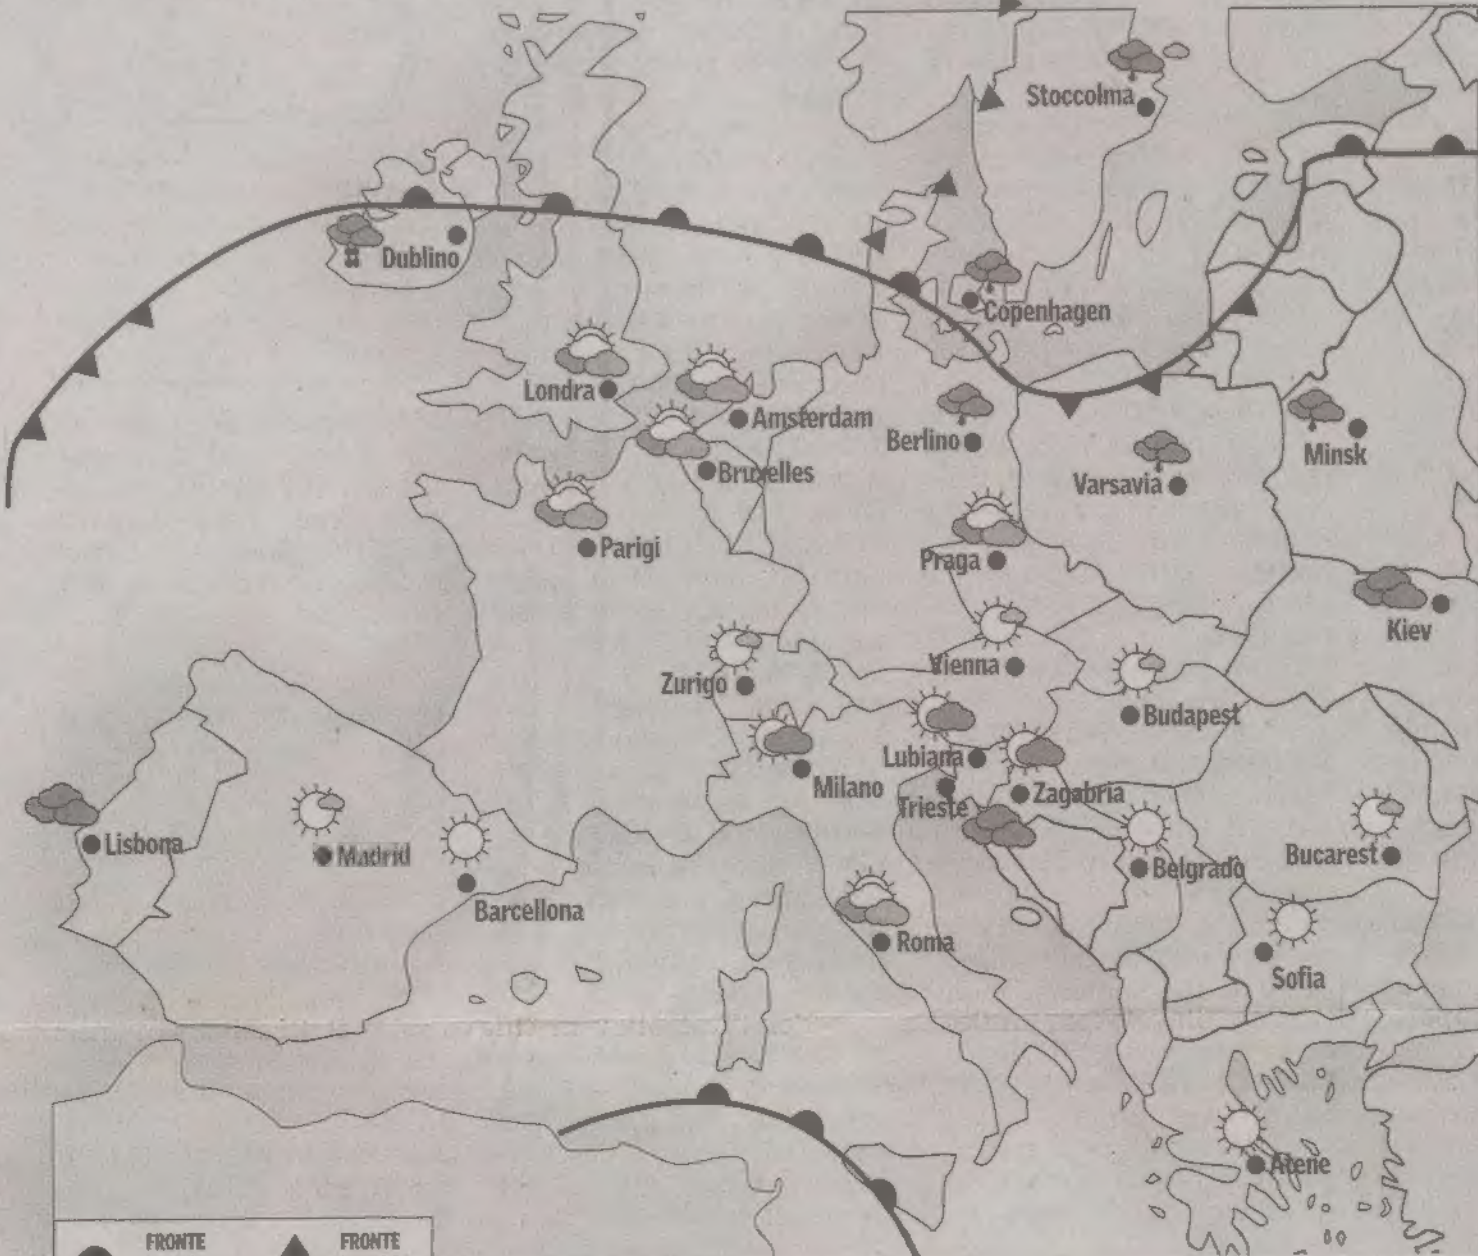 Stoccolma
Dublino
Copenhagen
Londra
Amsterdam
Berlino
Minsk
Bruxelles
Varsavia
Parigi
Praga
Kiev
Vienna
Zurigo
Budapest
Lubiana
Milano
Trieste
Zagabria
Lisbona
Madrid
Belgrado
Bucarest
Barcellona
Roma
Sofia
Atene
FRONTE
FRONTE